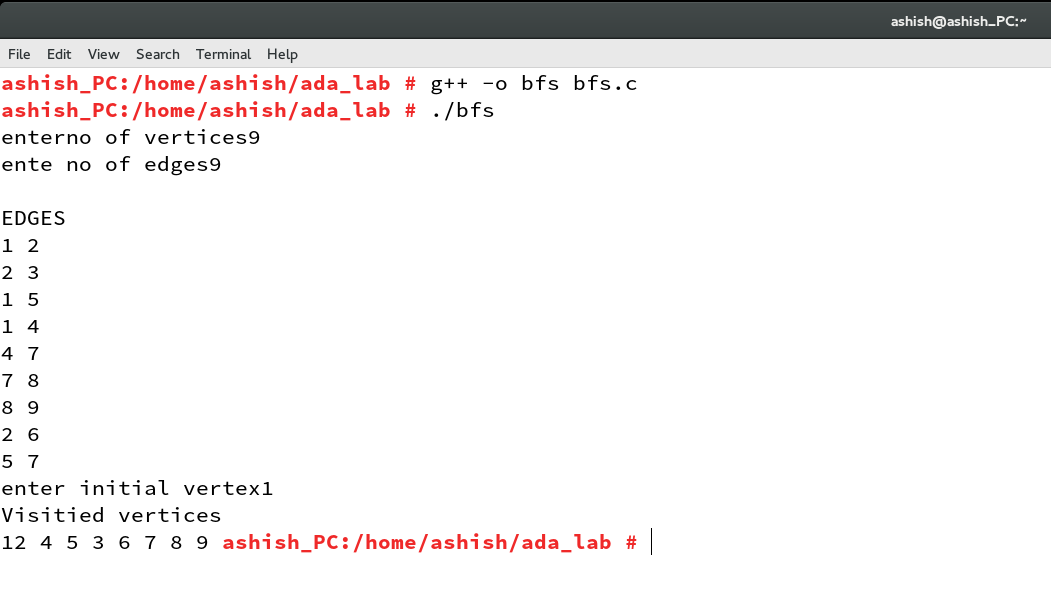 ashish@ashish_PC:~
File Edit View Search Terminal Help
ashish_PC:/home/ashish/ada_lab # g++ -o bfs bfs.c
ashish_PC:/home/ashish/ada_lab # ./bfs
enterno of vertices9
ente no of edges9
EDGES
1 2
2 3
1 5
1 4
4 7
7 8
8 9
2 6
5 7
enter initial vertex1
Visitied vertices
12 4 5 3 6 7 8 9 ashish_PC:/home/ashish/ada_lab #